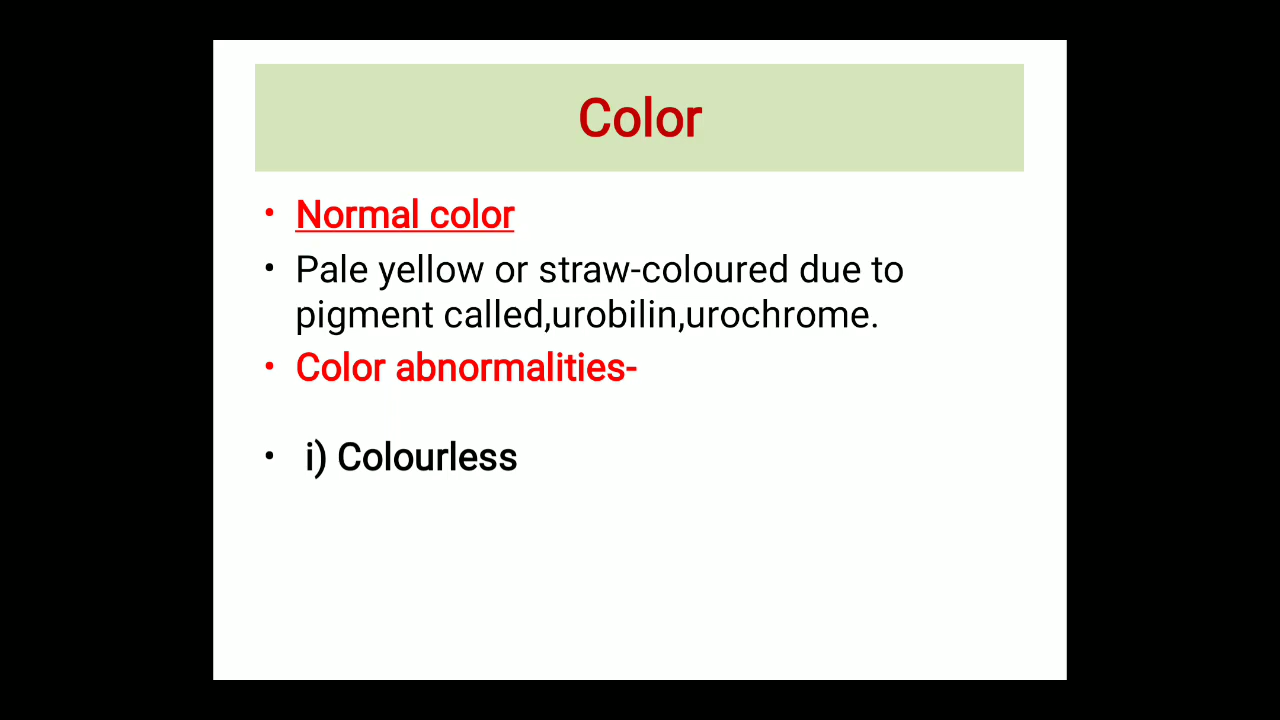 Color
• Normal color
• Pale yellow or straw-coloured due to
pigment called,urobilin,urochrome.
• Color abnormalities-
• i) Colourless